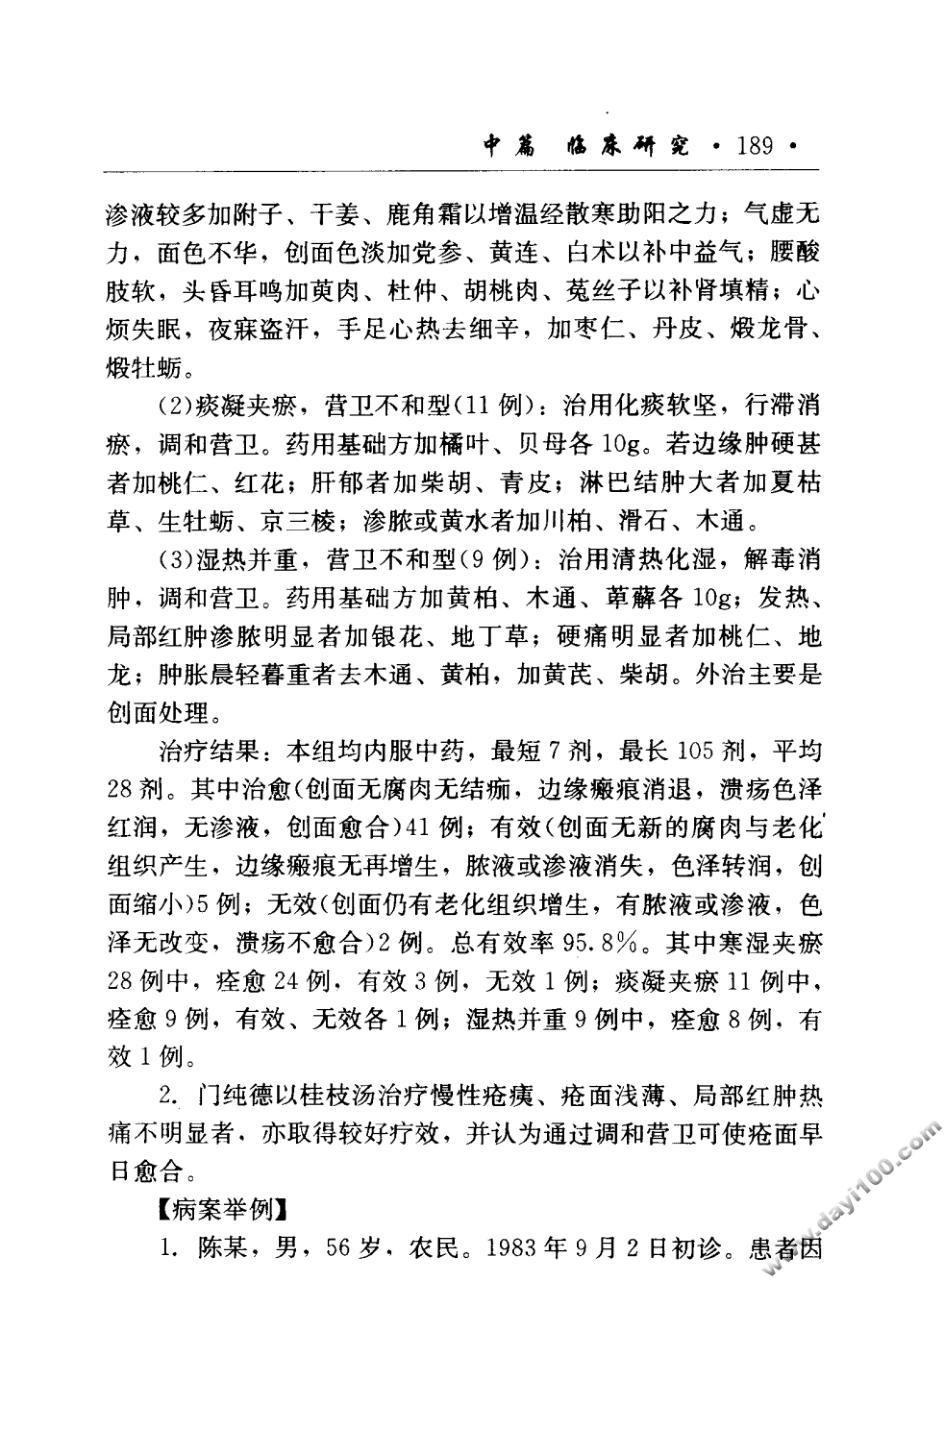 中篇 临床研究 · 189 ·
渗液较多加附子、干姜、鹿角霜以增温经散寒助阳之力；气虚无
力，面色不华，创面色淡加党参、黄连、白术以补中益气；腰酸
肢软，头昏耳鸣加萸肉、杜仲、胡桃肉、菟丝子以补肾填精；心
烦失眠，夜寐盗汗，手足心热去细辛，加枣仁、丹皮、煅龙骨、
煅牡蛎。
(2)痰凝夹瘀，营卫不和型(11 例)：治用化痰软坚，行滞消
瘀，调和营卫。药用基础方加橘叶、贝母各 10g。若边缘肿硬甚
者加桃仁、红花；肝郁者加柴胡、青皮；淋巴结肿大者加夏枯
草、生牡蛎、京三棱；渗脓或黄水者加川柏、滑石、木通。
(3)湿热并重，营卫不和型(9 例)：治用清热化湿，解毒消
肿，调和营卫。药用基础方加黄柏、木通、萆薢各 10g；发热、
局部红肿渗脓明显者加银花、地丁草；硬痛明显者加桃仁、地
龙；肿胀晨轻暮重者去木通、黄柏，加黄芪、柴胡。外治主要是
创面处理。
治疗结果：本组均内服中药，最短 7 剂，最长 105 剂，平均
28 剂。其中治愈(创面无腐肉无结痂，边缘瘢痕消退，溃疡色泽
红润，无渗液，创面愈合)41 例；有效(创面无新的腐肉与老化
组织产生，边缘瘢痕无再增生，脓液或渗液消失，色泽转润，创
面缩小)5 例；无效(创面仍有老化组织增生，有脓液或渗液，色
泽无改变，溃疡不愈合)2 例。总有效率 95.8%。其中寒湿夹瘀
28 例中，痊愈 24 例，有效 3 例，无效 1 例；痰凝夹瘀 11 例中，
痊愈 9 例，有效、无效各 1 例；湿热并重 9 例中，痊愈 8 例，有
效 1 例。
2. 门纯德以桂枝汤治疗慢性疮痍、疮面浅薄、局部红肿热
痛不明显者，亦取得较好疗效，并认为通过调和营卫可使疮面早
日愈合。
【病案举例】
1. 陈某，男，56 岁，农民。1983 年 9 月 2 日初诊。患者因
www.dayi100.com